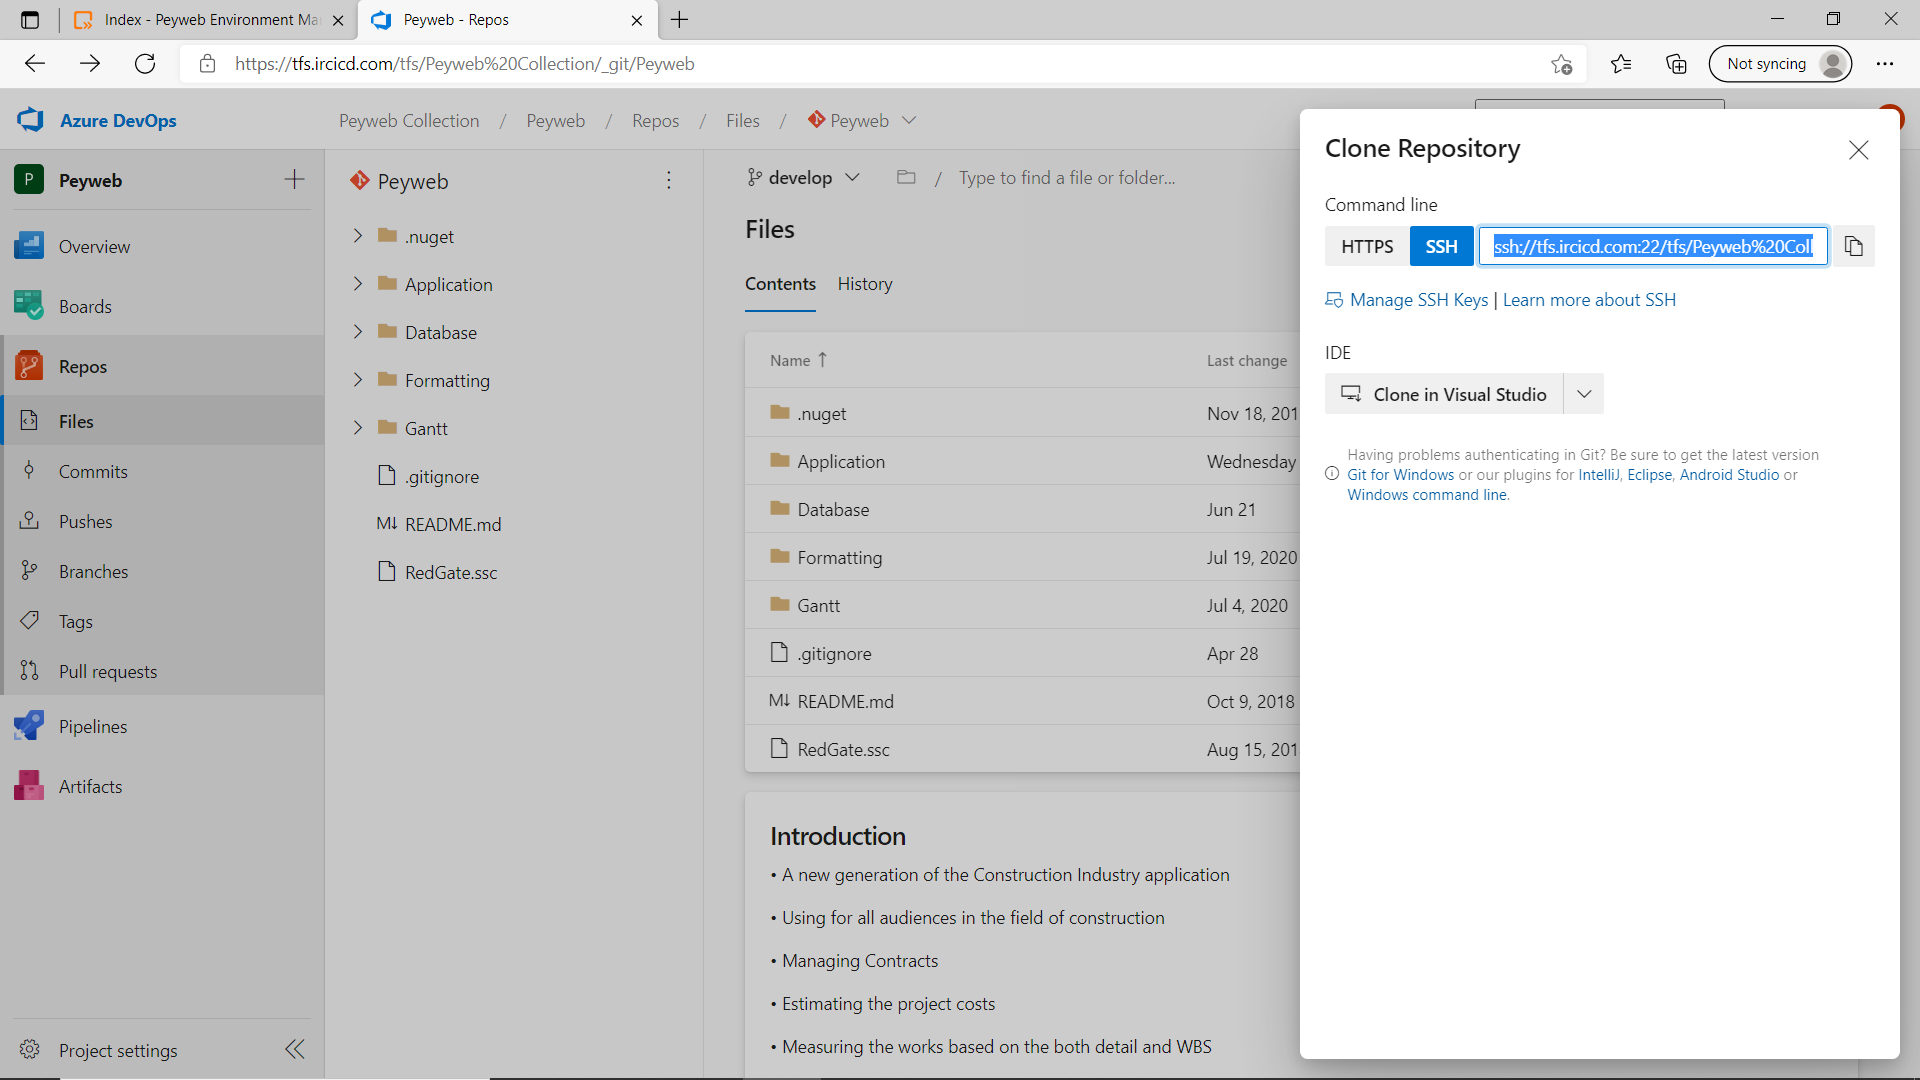 Index - Peyweb Environment Ma
Peyweb - Repos
https://tfs.ircicd.com/tfs/Peyweb%20Collection/_git/Peyweb
Not syncing
Azure DevOps
Peyweb Collection / Peyweb / Repos / Files / Peyweb
P Peyweb
Overview
Boards
Repos
Files
Commits
Pushes
Branches
Tags
Pull requests
Pipelines
Artifacts
Project settings
Peyweb
.nuget
Application
Database
Formatting
Gantt
.gitignore
M↓ README.md
RedGate.ssc
develop / Type to find a file or folder...
Files
Contents History
Name ↑ Last change
.nuget Nov 18, 201
Application Wednesday
Database Jun 21
Formatting Jul 19, 2020
Gantt Jul 4, 2020
.gitignore Apr 28
M↓ README.md Oct 9, 2018
RedGate.ssc Aug 15, 201
Introduction
• A new generation of the Construction Industry application
• Using for all audiences in the field of construction
• Managing Contracts
• Estimating the project costs
• Measuring the works based on the both detail and WBS
Clone Repository
Command line
HTTPS SSH ssh://tfs.ircicd.com:22/tfs/Peyweb%20Coll
Manage SSH Keys | Learn more about SSH
IDE
Clone in Visual Studio
Having problems authenticating in Git? Be sure to get the latest version
Git for Windows or our plugins for IntelliJ, Eclipse, Android Studio or
Windows command line.